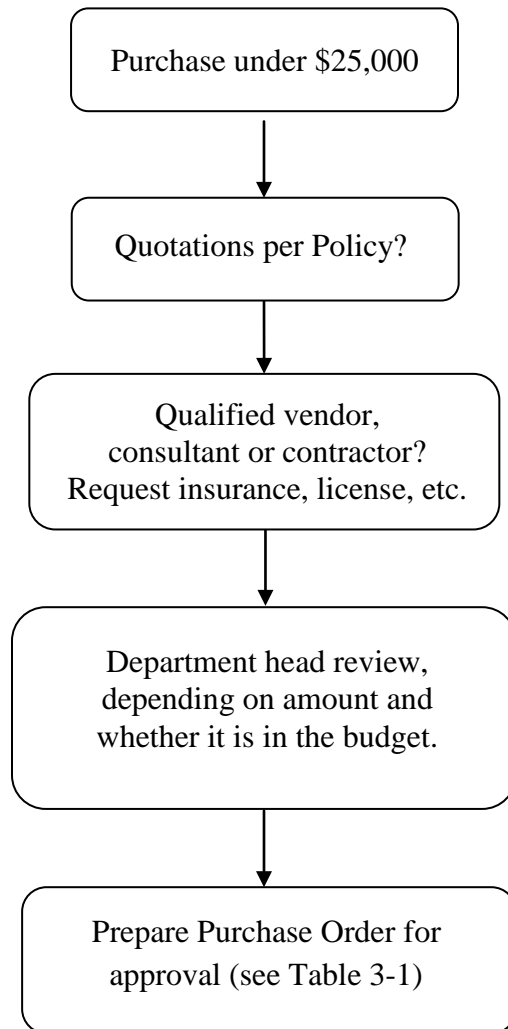 Purchase under $25,000
Quotations per Policy?
Qualified vendor,
consultant or contractor?
Request insurance, license, etc.
Department head review,
depending on amount and
whether it is in the budget.
Prepare Purchase Order for
approval (see Table 3-1)